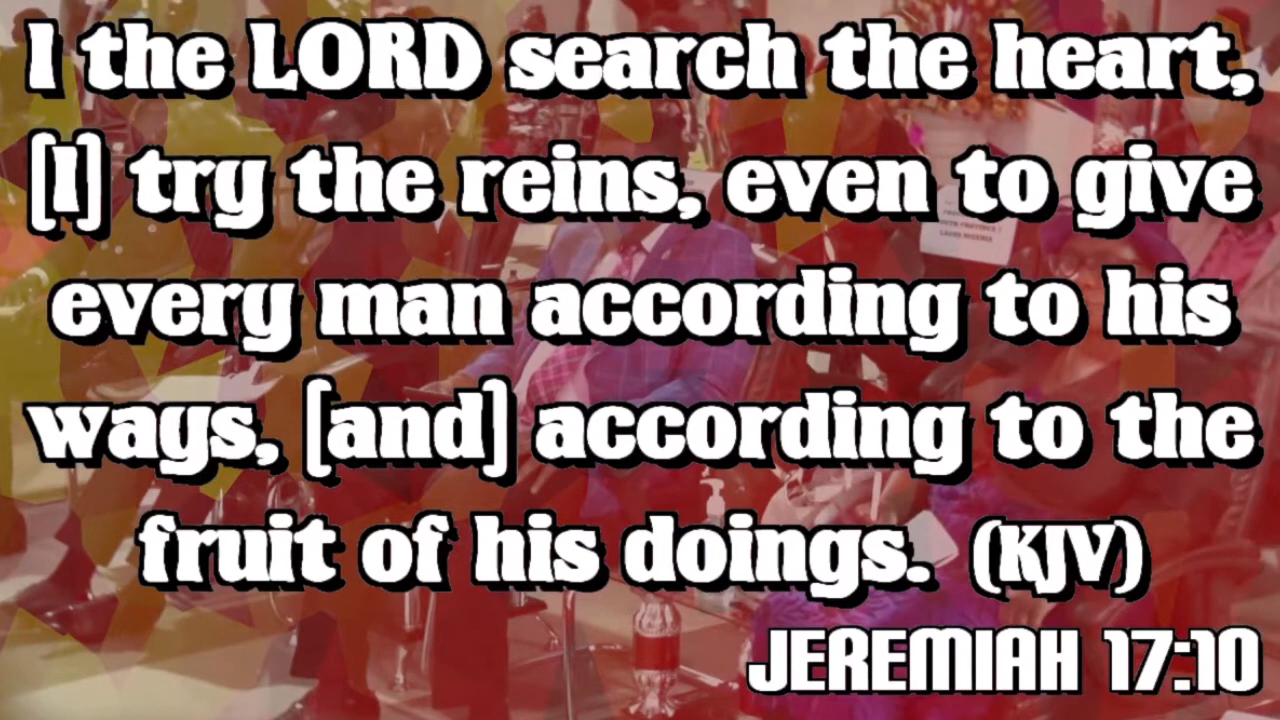 I the LORD search the heart,
[I] try the reins, even to give
every man according to his
ways, [and] according to the
fruit of his doings. (KJV)
JEREMIAH 17:10